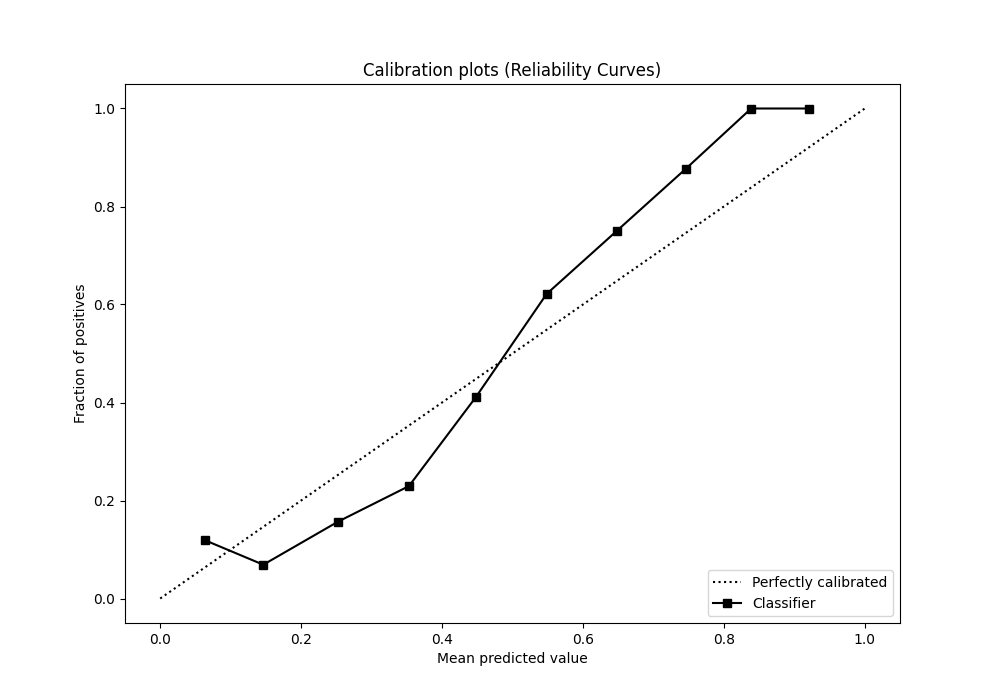 Calibration plots (Reliability Curves)
1.0
0.8
0.6
0.4
0.2
0.0
Fraction of positives
0.0 0.2 0.4 0.6 0.8 1.0
Mean predicted value
Perfectly calibrated
Classifier